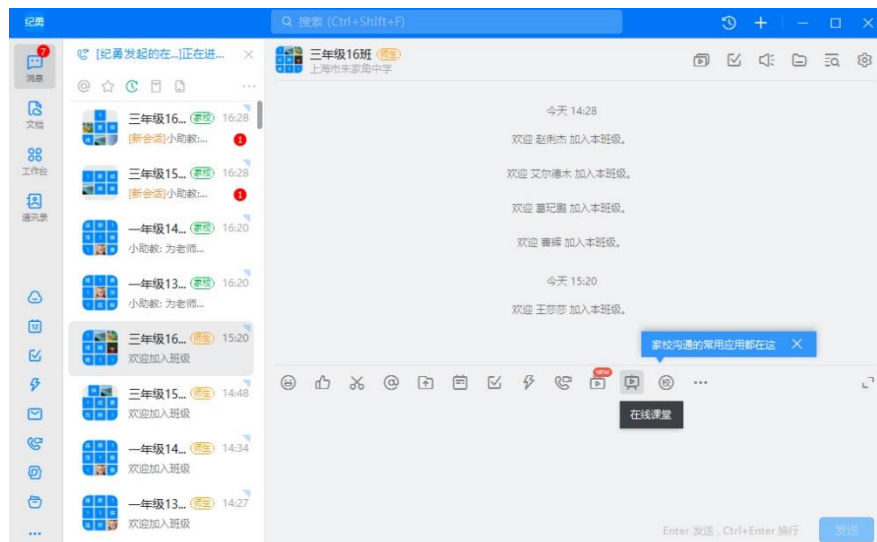 纪勇
搜索 (Ctrl+Shift+F)
7
消息
文档
工作台
通讯录
12
[纪勇发起的在...]正在进...
三年级16... 家校 16:28
[新会话]小助教:... 1
三年级15... 家校 16:28
[新会话]小助教:... 1
一年级14... 家校 16:20
小助教: 为老师...
一年级13... 家校 16:20
小助教: 为老师...
三年级16... 师生 15:20
欢迎加入班级
三年级15... 师生 14:48
欢迎加入班级
一年级14... 师生 14:34
欢迎加入班级
一年级13... 师生 14:27
欢迎加入班级
三年级16班 师生
上海市朱家角中学
今天 14:28
欢迎 赵俐杰 加入本班级。
欢迎 艾尔德木 加入本班级。
欢迎 葛玘鹏 加入本班级。
欢迎 曹辉 加入本班级。
今天 15:20
欢迎 王莎莎 加入本班级。
家校沟通的常用应用都在这
NEW
校
在线课堂
Enter 发送 , Ctrl+Enter 换行
发送